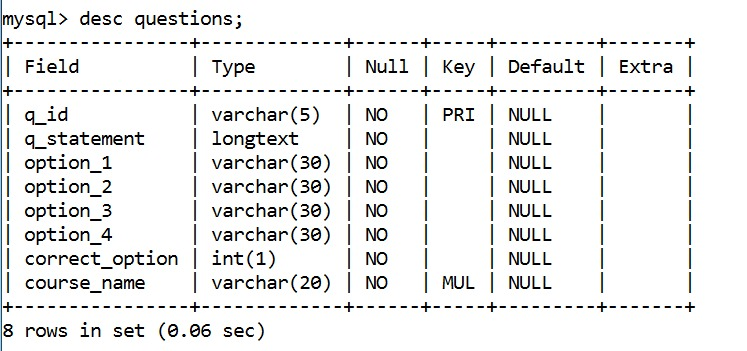 mysql> desc questions;
+----------------+-------------+------+-----+---------+-------+
| Field          | Type        | Null | Key | Default | Extra |
+----------------+-------------+------+-----+---------+-------+
| q_id           | varchar(5)  | NO   | PRI | NULL    |       |
| q_statement    | longtext    | NO   |     | NULL    |       |
| option_1       | varchar(30) | NO   |     | NULL    |       |
| option_2       | varchar(30) | NO   |     | NULL    |       |
| option_3       | varchar(30) | NO   |     | NULL    |       |
| option_4       | varchar(30) | NO   |     | NULL    |       |
| correct_option | int(1)      | NO   |     | NULL    |       |
| course_name    | varchar(20) | NO   | MUL | NULL    |       |
+----------------+-------------+------+-----+---------+-------+
8 rows in set (0.06 sec)